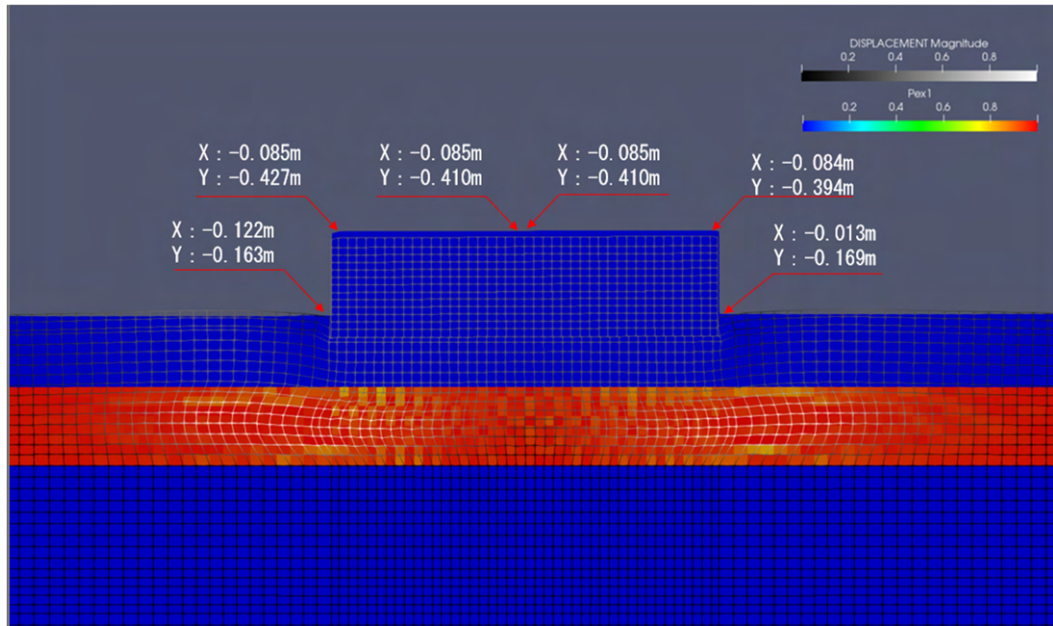 DISPLACEMENT Magnitude
0.2 0.4 0.6 0.8
Pex1
0.2 0.4 0.6 0.8
X：-0.085m
Y：-0.427m
X：-0.085m
Y：-0.410m
X：-0.085m
Y：-0.410m
X：-0.084m
Y：-0.394m
X：-0.122m
Y：-0.163m
X：-0.013m
Y：-0.169m